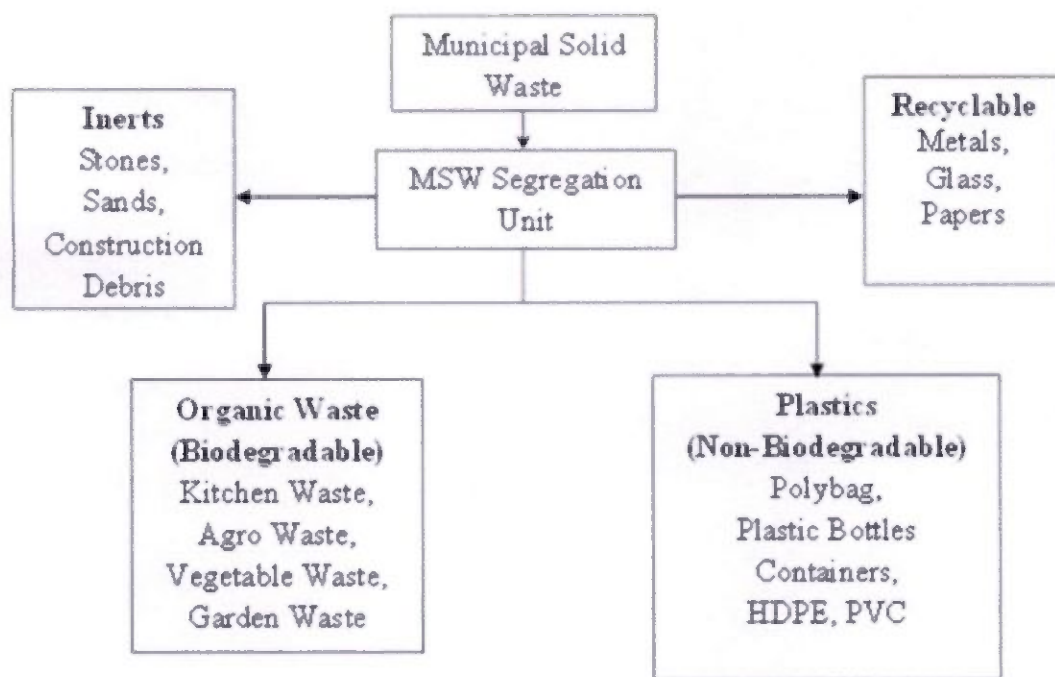 Municipal Solid
Waste
Inerts
Stones,
Sands,
Construction
Debris
MSW Segregation
Unit
Recyclable
Metals,
Glass,
Papers
Organic Waste
(Biodegradable)
Kitchen Waste,
Agro Waste,
Vegetable Waste,
Garden Waste
Plastics
(Non-Biodegradable)
Polybag,
Plastic Bottles
Containers,
HDPE, PVC